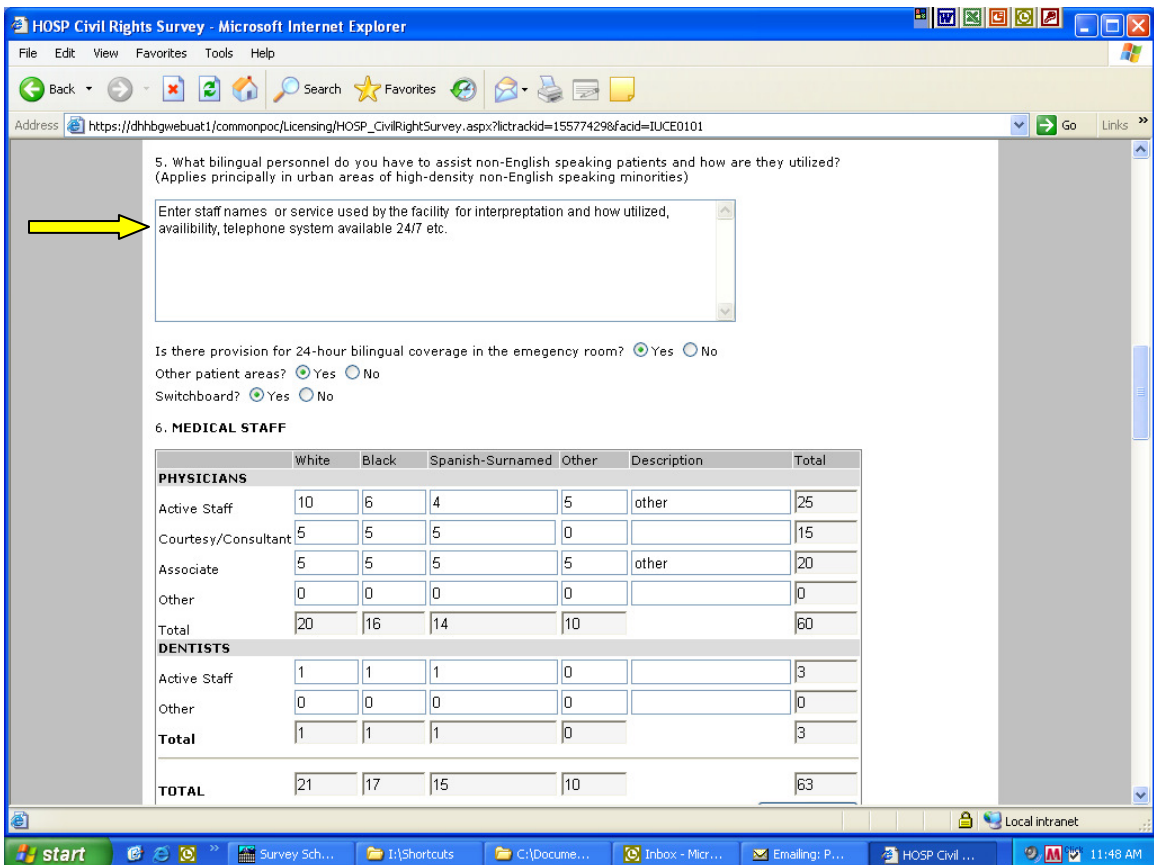 HOSP Civil Rights Survey - Microsoft Internet Explorer
File Edit View Favorites Tools Help
Back Search Favorites
Address https://dhhbgwebuat1/commonpoc/Licensing/HOSP_CivilRightSurvey.aspx?lictrackid=15577429&facid=IUCE0101 Go Links »
5. What bilingual personnel do you have to assist non-English speaking patients and how are they utilized?
(Applies principally in urban areas of high-density non-English speaking minorities)
Enter staff names or service used by the facility for interpreptation and how utilized,
availibility, telephone system available 24/7 etc.
Is there provision for 24-hour bilingual coverage in the emegency room? Yes No
Other patient areas? Yes No
Switchboard? Yes No
6. MEDICAL STAFF
White Black Spanish-Surnamed Other Description Total
PHYSICIANS
Active Staff 10 6 4 5 other 25
Courtesy/Consultant 5 5 5 0 15
Associate 5 5 5 5 other 20
Other 0 0 0 0 0
Total 20 16 14 10 60
DENTISTS
Active Staff 1 1 1 0 3
Other 0 0 0 0 0
Total 1 1 1 0 3
TOTAL 21 17 15 10 63
Local intranet
start » Survey Sch... I:\Shortcuts C:\Docume... Inbox - Micr... Emailing: P... HOSP Civil ... 11:48 AM